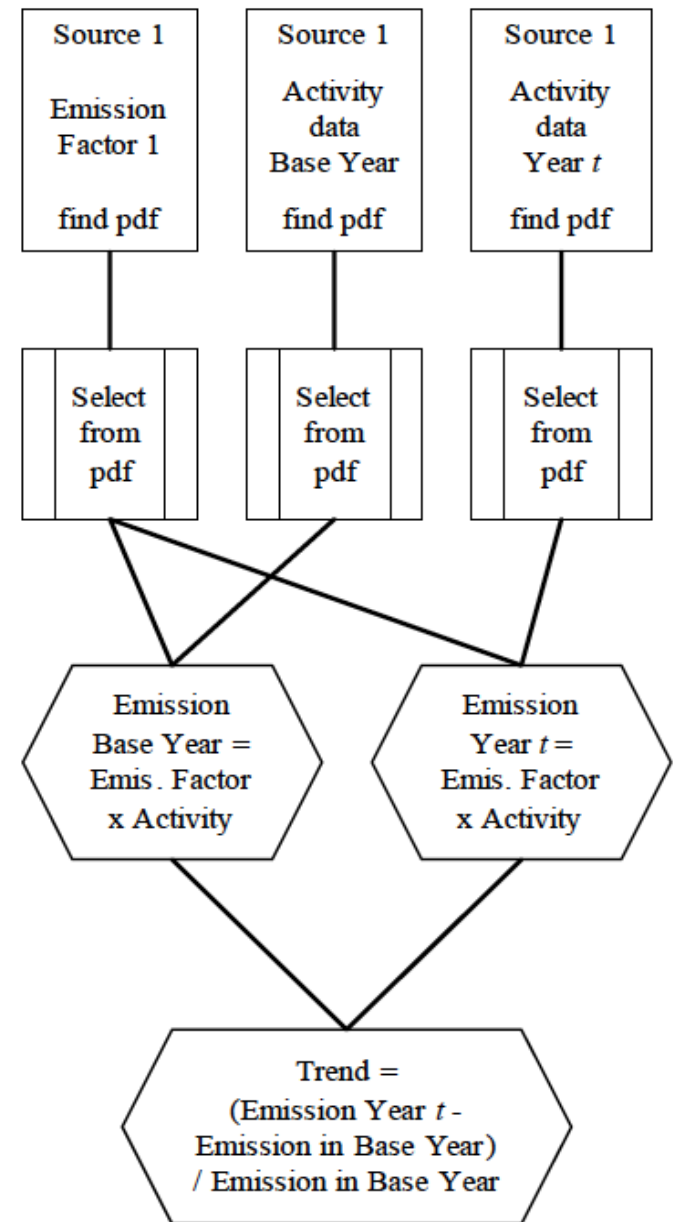 Source 1
Emission
Factor 1
find pdf
Source 1
Activity
data
Base Year
find pdf
Source 1
Activity
data
Year t
find pdf
Select
from
pdf
Select
from
pdf
Select
from
pdf
Emission
Base Year =
Emis. Factor
x Activity
Emission
Year t =
Emis. Factor
x Activity
Trend =
(Emission Year t -
Emission in Base Year)
/ Emission in Base Year